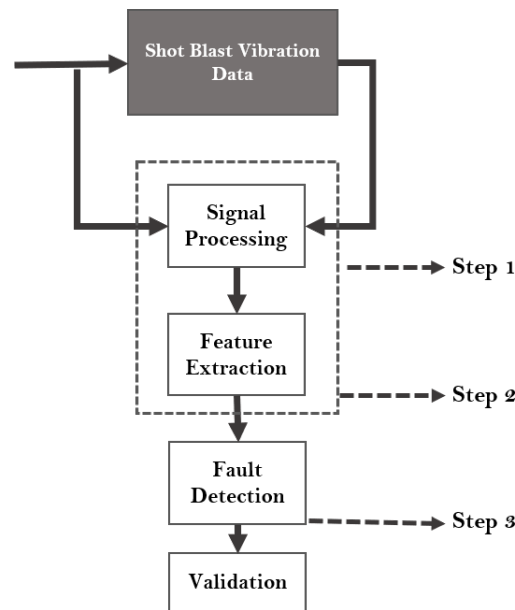 Shot Blast Vibration
Data
Signal
Processing
Step 1
Feature
Extraction
Step 2
Fault
Detection
Step 3
Validation